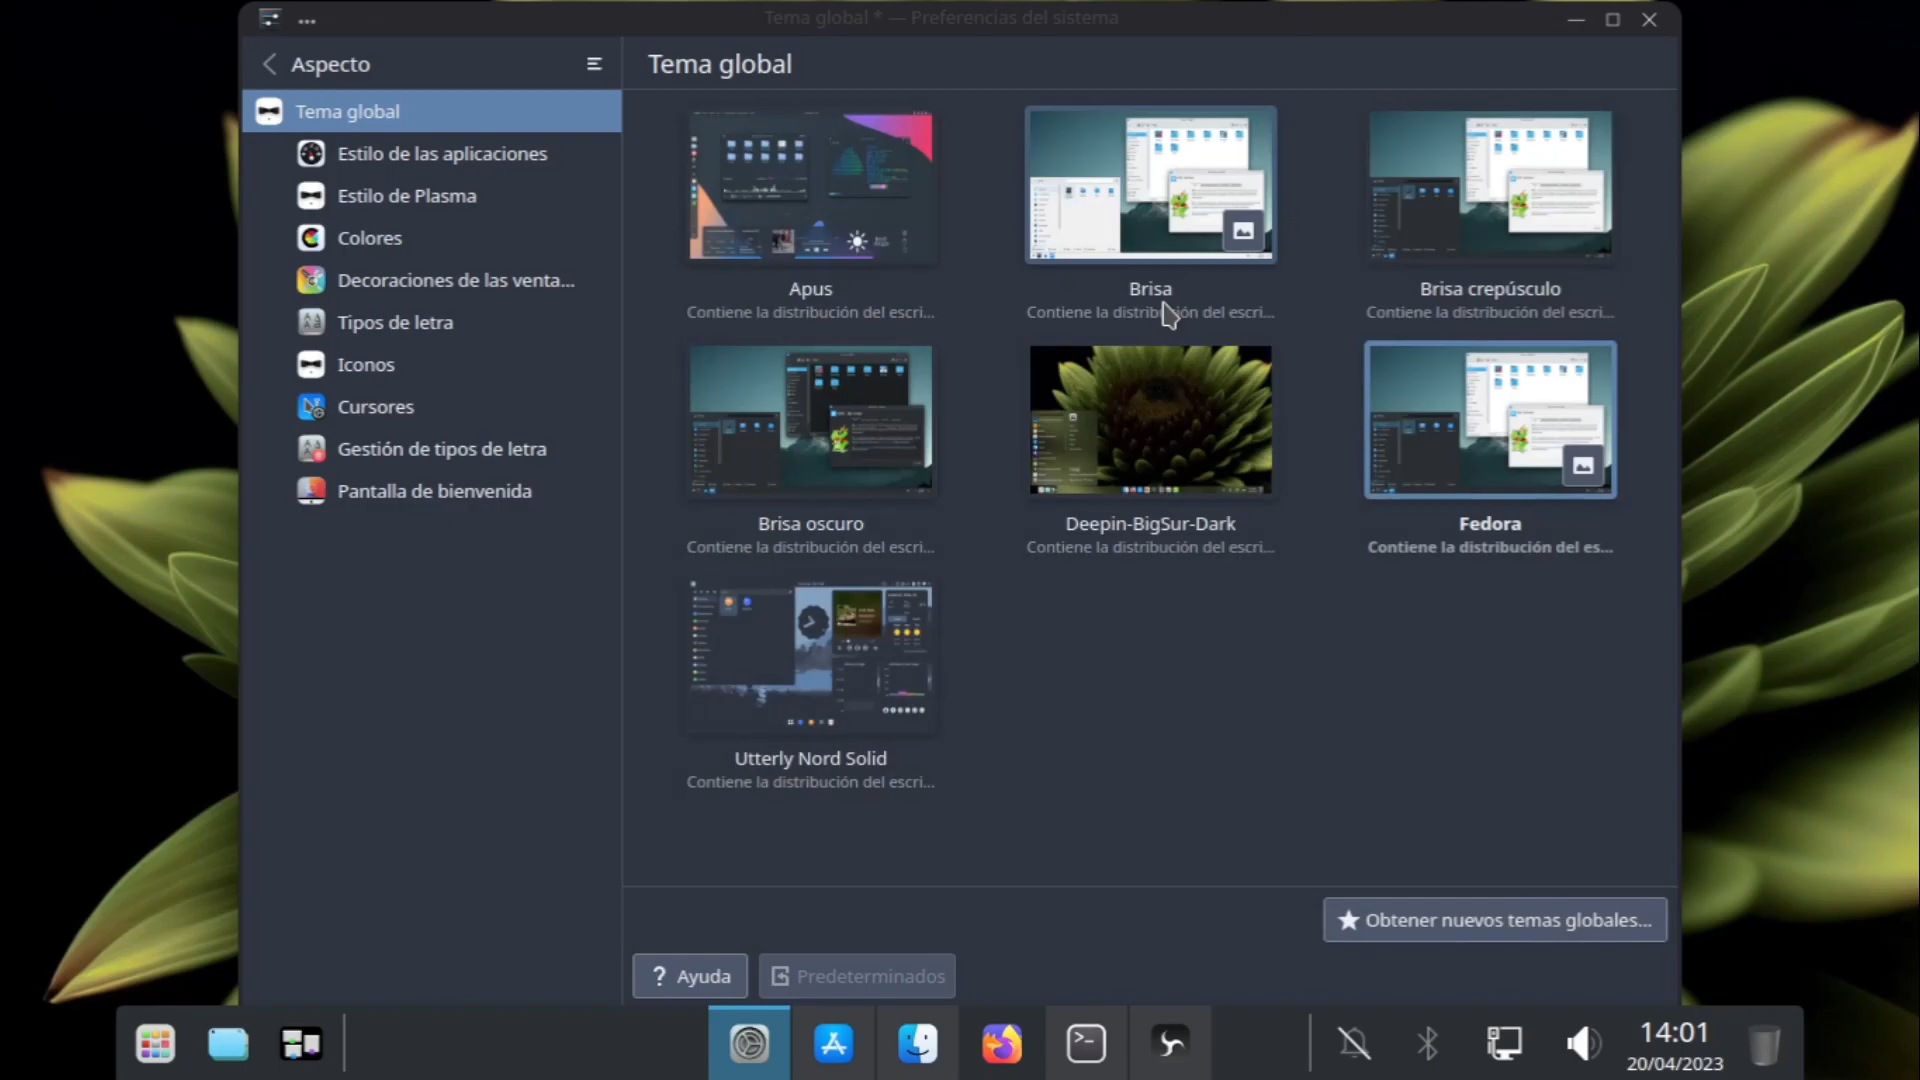 Tema global * — Preferencias del sistema
Aspecto
Tema global
Estilo de las aplicaciones
Estilo de Plasma
Colores
Decoraciones de las venta...
Tipos de letra
Iconos
Cursores
Gestión de tipos de letra
Pantalla de bienvenida
Tema global
Apus
Contiene la distribución del escri...
Brisa
Contiene la distribución del escri...
Brisa crepúsculo
Contiene la distribución del escri...
Brisa oscuro
Contiene la distribución del escri...
Deepin-BigSur-Dark
Contiene la distribución del escri...
Fedora
Contiene la distribución del es...
Utterly Nord Solid
Contiene la distribución del escri...
Obtener nuevos temas globales...
? Ayuda
Predeterminados
14:01
20/04/2023